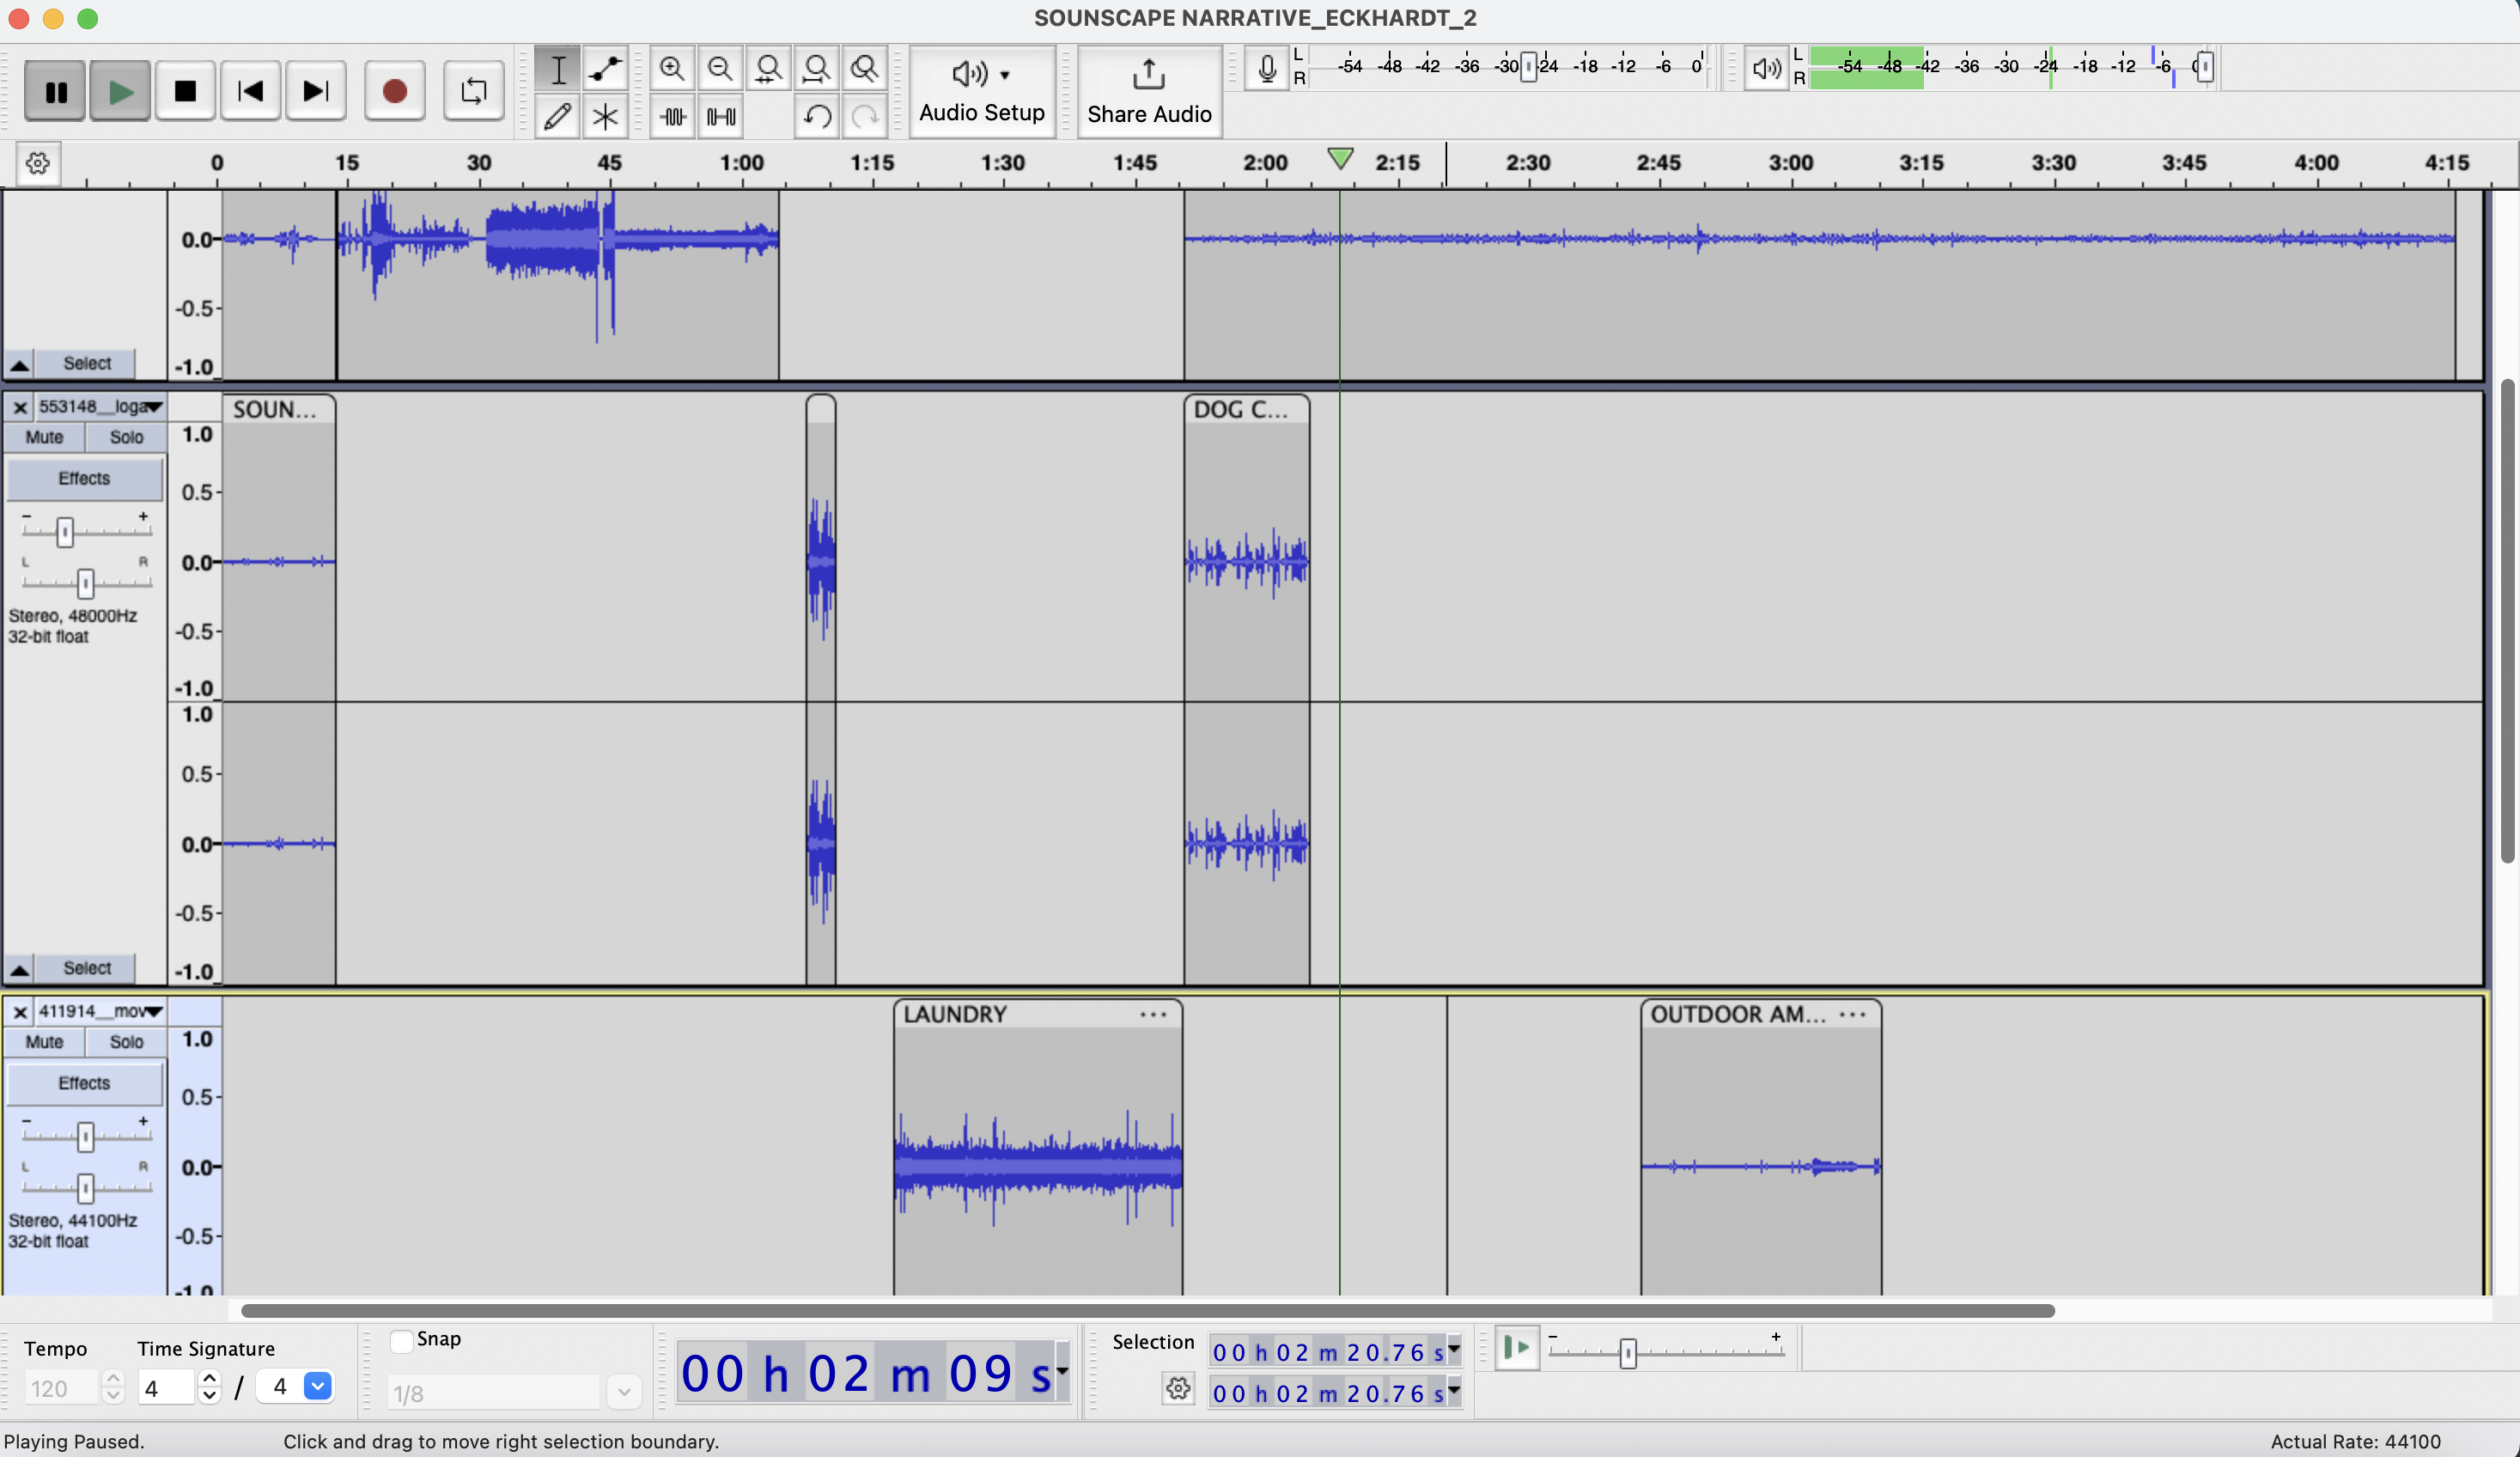 SOUNSCAPE NARRATIVE_ECKHARDT_2
Audio Setup
Share Audio
L
R
-54 -48 -42 -36 -30 -24 -18 -12 -6 0
L
R
-54 -48 -42 -36 -30 -24 -18 -12 -6
0 15 30 45 1:00 1:15 1:30 1:45 2:00 2:15 2:30 2:45 3:00 3:15 3:30 3:45 4:00 4:15
0.0
-0.5
-1.0
Select
553148__loga
SOUN...
DOG C...
Mute Solo
1.0
Effects
0.5
- +
L R
0.0
Stereo, 48000Hz
32-bit float
-0.5
-1.0
1.0
0.5
0.0
-0.5
Select
-1.0
411914__mov
LAUNDRY ...
OUTDOOR AM... ...
Mute Solo
1.0
Effects
0.5
- +
L R
0.0
Stereo, 44100Hz
32-bit float
-0.5
-1.0
Tempo
Time Signature
Snap
120
4 / 4
1/8
00 h 02 m 09 s
Selection
00 h 02 m 20.76 s
00 h 02 m 20.76 s
- +
Playing Paused.
Click and drag to move right selection boundary.
Actual Rate: 44100